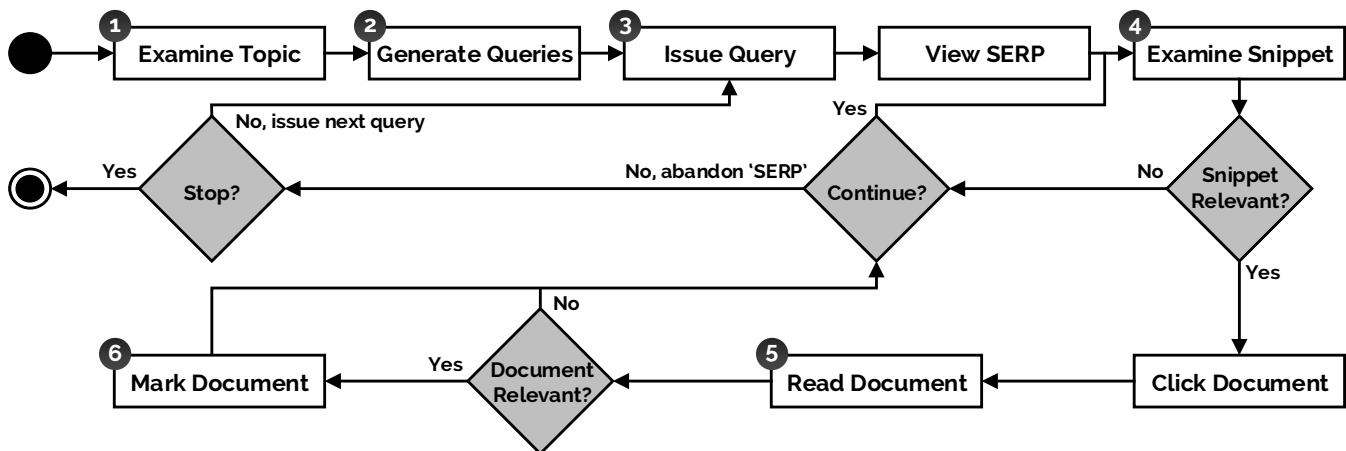 1
Examine Topic
2
Generate Queries
3
Issue Query
View SERP
4
Examine Snippet
No, issue next query
Yes
Yes
Stop?
No, abandon ‘SERP’
Continue?
No
Snippet
Relevant?
Yes
No
6
Mark Document
Yes
Document
Relevant?
5
Read Document
Click Document